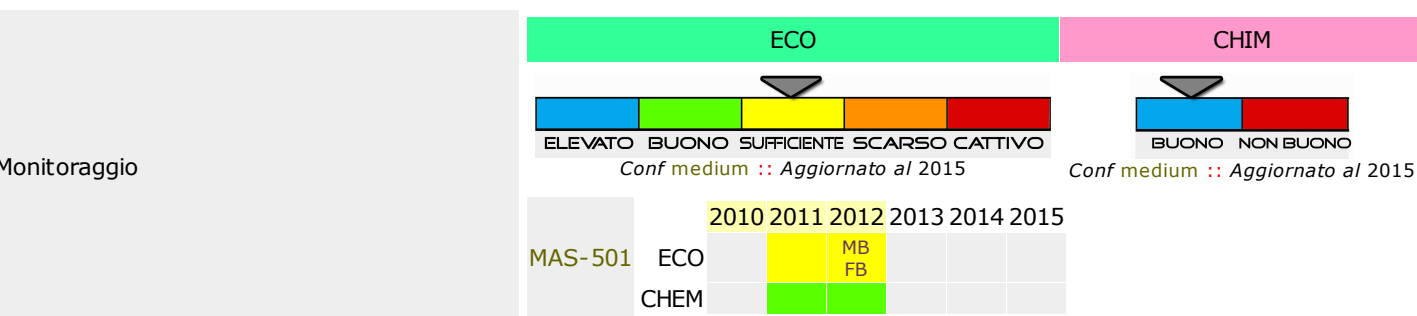 ECO CHIM
ELEVATO BUONO SUFFICIENTE SCARSO CATTIVO BUONO NON BUONO
Monitoraggio
Conf medium :: Aggiornato al 2015 Conf medium :: Aggiornato al 2015
2010 2011 2012 2013 2014 2015
MAS-501 ECO MB
FB
CHEM